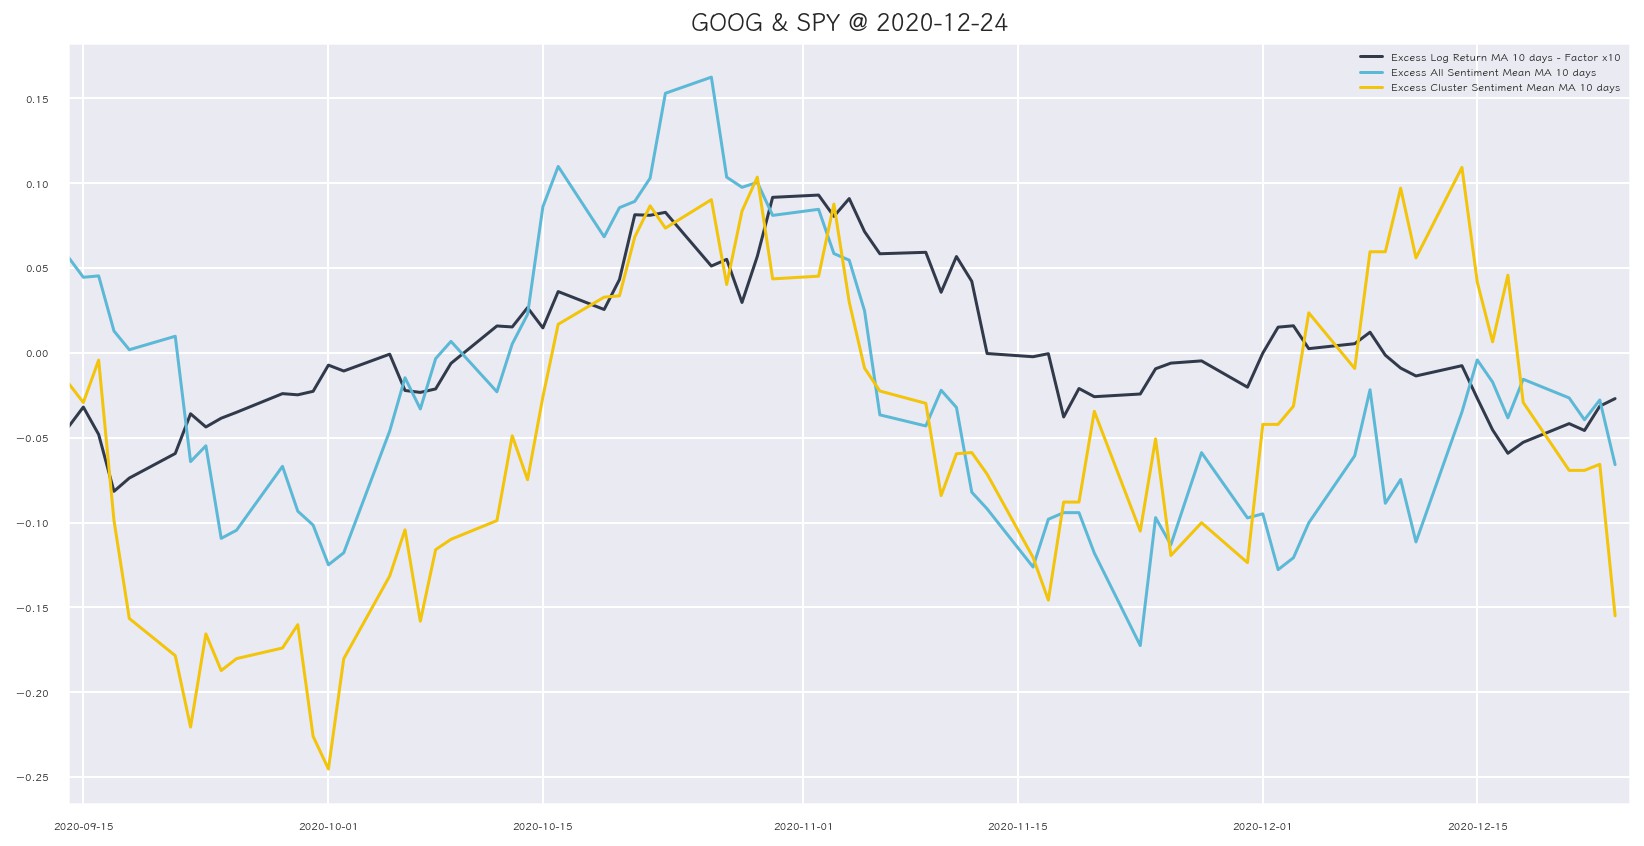 GOOG & SPY @ 2020-12-24
Excess Log Return MA 10 days - Factor x10
Excess All Sentiment Mean MA 10 days
Excess Cluster Sentiment Mean MA 10 days
0.15
0.10
0.05
0.00
−0.05
−0.10
−0.15
−0.20
−0.25
2020-09-15 2020-10-01 2020-10-15 2020-11-01 2020-11-15 2020-12-01 2020-12-15